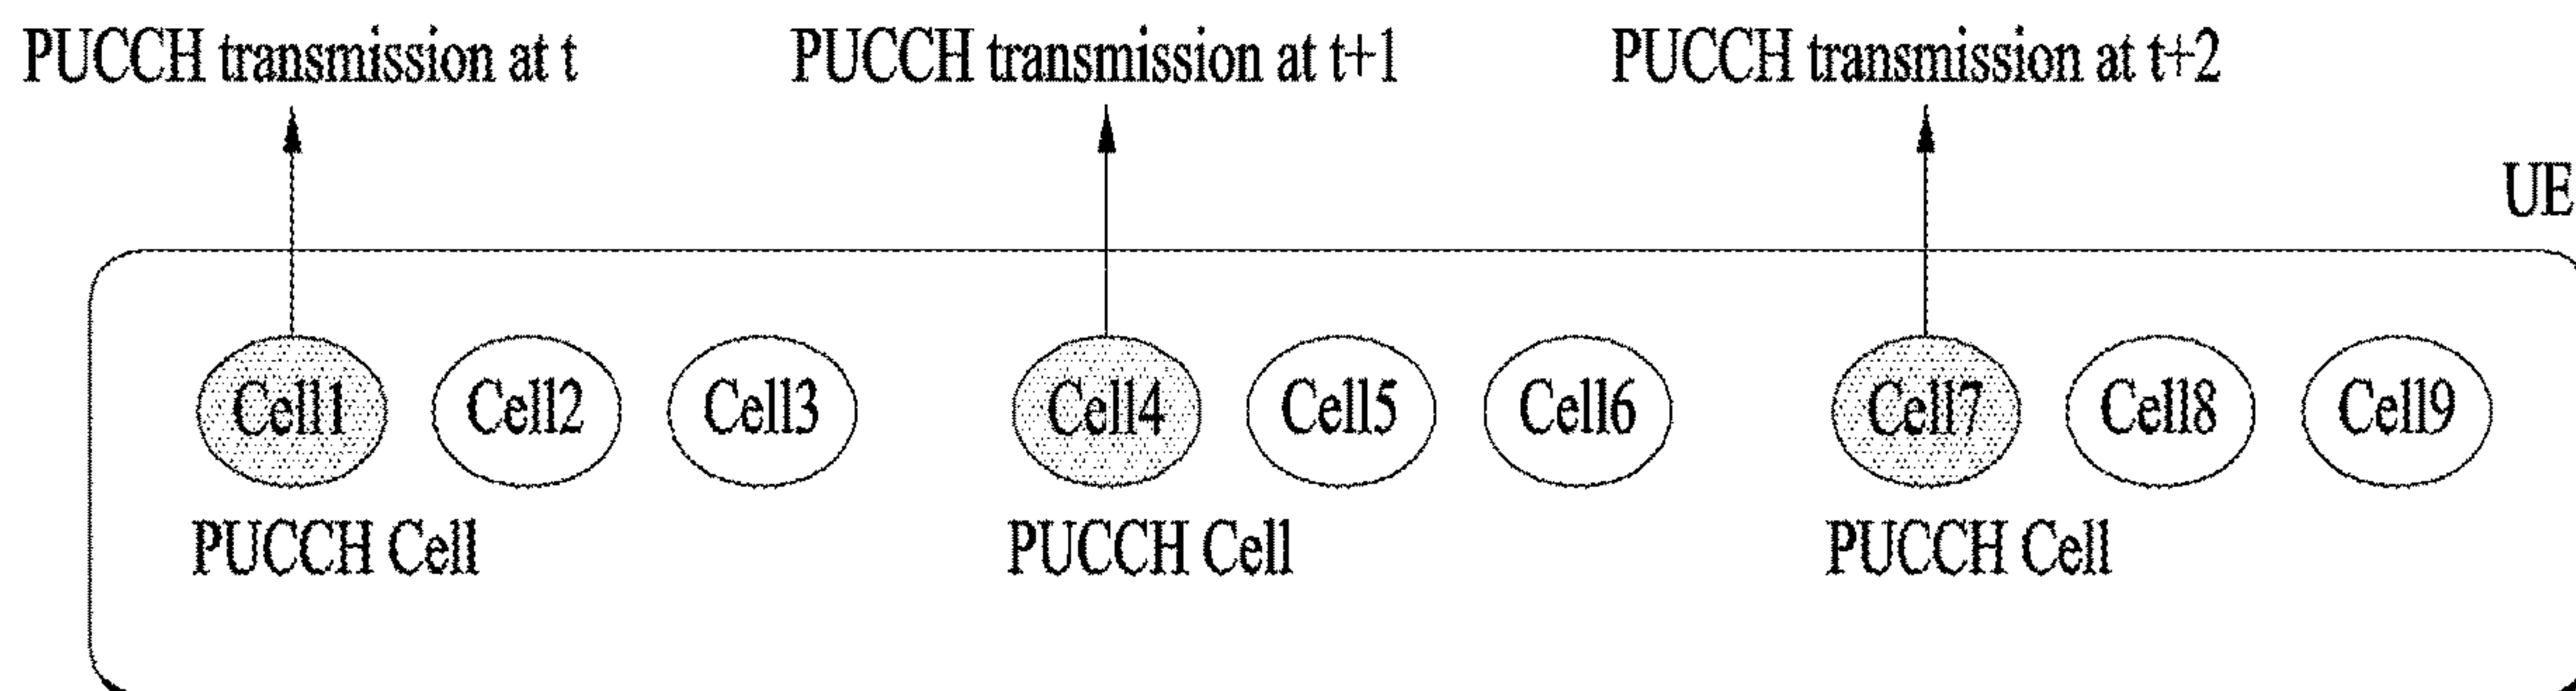 PUCCH transmission at t PUCCH transmission at t+1 PUCCH transmission at t+2
UE
Cell1 Cell2 Cell3 Cell4 Cell5 Cell6 Cell7 Cell8 Cell9
PUCCH Cell PUCCH Cell PUCCH Cell